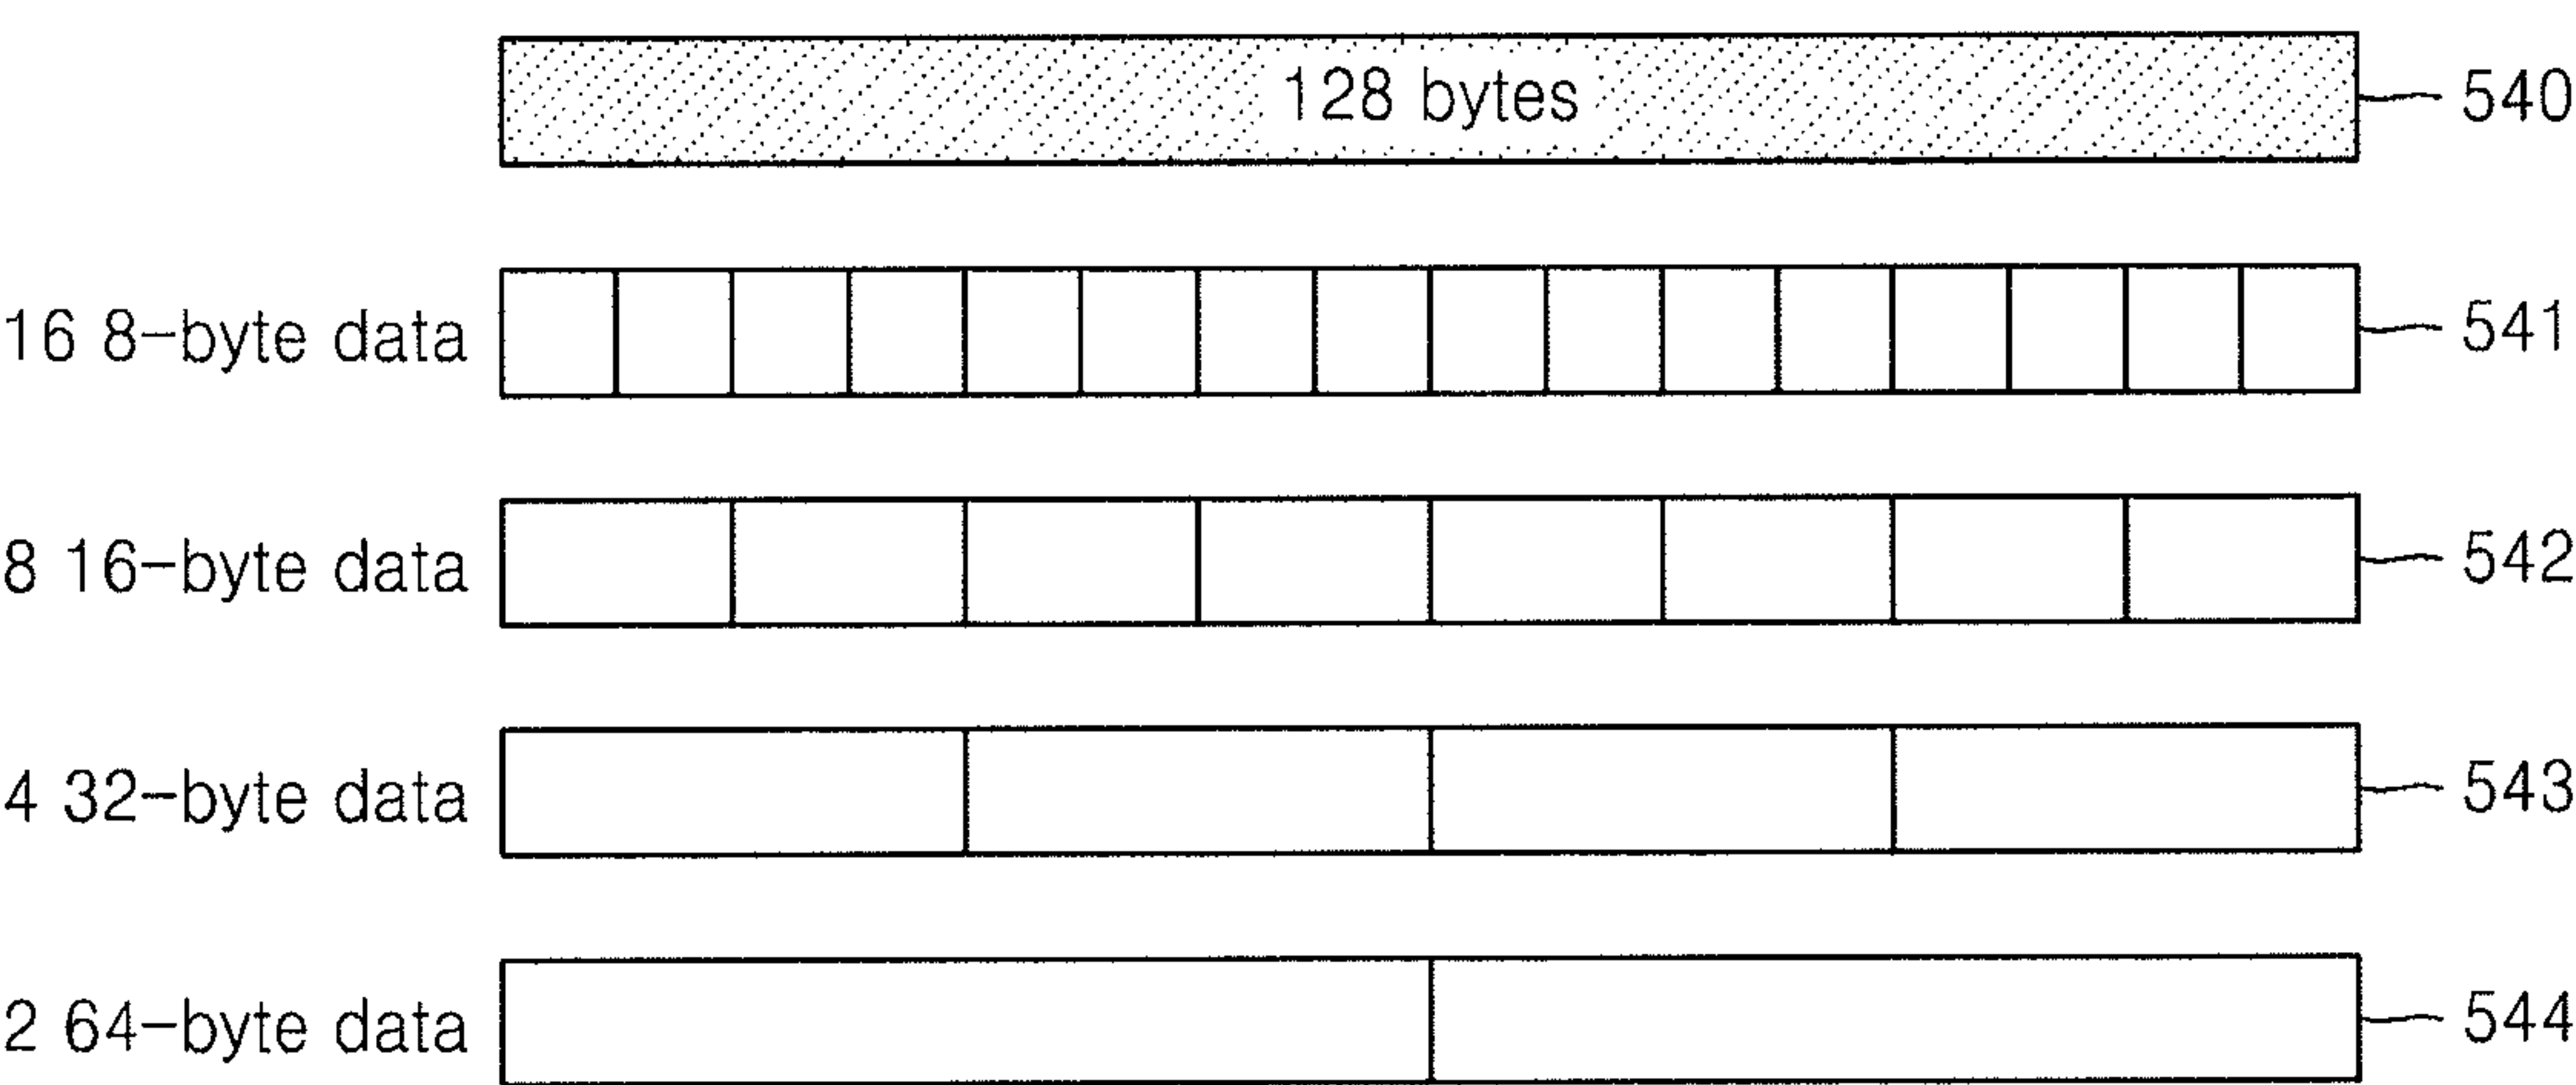 128 bytes 540
16 8-byte data 541
8 16-byte data 542
4 32-byte data 543
2 64-byte data 544